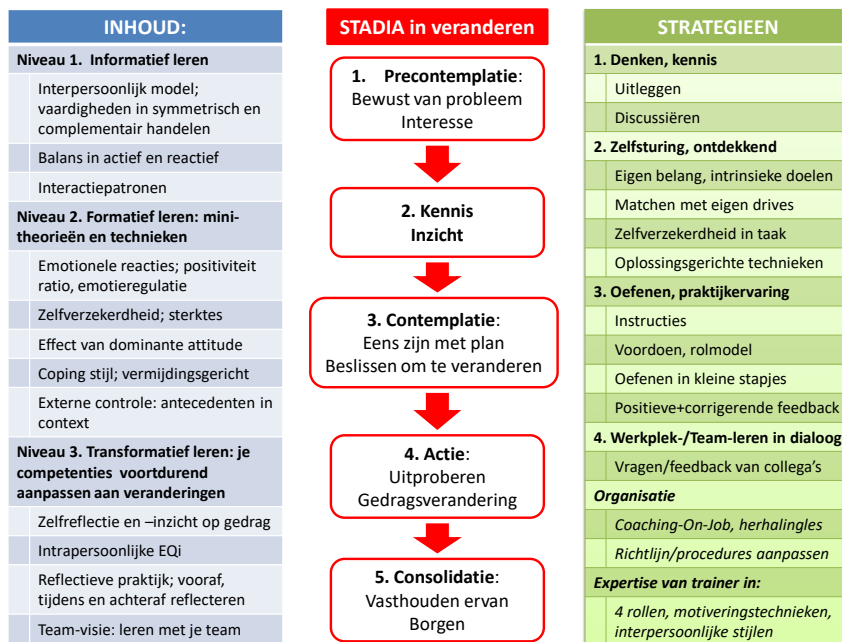 INHOUD:
Niveau 1.  Informatief leren
Interpersoonlijk model;
vaardigheden in symmetrisch en
complementair handelen
Balans in actief en reactief
Interactiepatronen
Niveau 2. Formatief leren: mini-
theorieën en technieken
Emotionele reacties; positiviteit
ratio, emotieregulatie
Zelfverzekerdheid; sterktes
Effect van dominante attitude
Coping stijl; vermijdingsgericht
Externe controle: antecedenten in
context
Niveau 3. Transformatief leren: je
competenties  voortdurend
aanpassen aan veranderingen
Zelfreflectie en –inzicht op gedrag
Intrapersoonlijke EQi
Reflectieve praktijk; vooraf,
tijdens en achteraf reflecteren
Team-visie: leren met je team
STADIA in veranderen
1. Precontemplatie:
Bewust van probleem
Interesse
2. Kennis
Inzicht
3. Contemplatie:
Eens zijn met plan
Beslissen om te veranderen
4. Actie:
Uitproberen
Gedragsverandering
5. Consolidatie:
Vasthouden ervan
Borgen
STRATEGIEEN
1. Denken, kennis
Uitleggen
Discussiëren
2. Zelfsturing, ontdekkend
Eigen belang, intrinsieke doelen
Matchen met eigen drives
Zelfverzekerdheid in taak
Oplossingsgerichte technieken
3. Oefenen, praktijkervaring
Instructies
Voordoen, rolmodel
Oefenen in kleine stapjes
Positieve+corrigerende feedback
4. Werkplek-/Team-leren in dialoog
Vragen/feedback van collega’s
Organisatie
Coaching-On-Job, herhalingles
Richtlijn/procedures aanpassen
Expertise van trainer in:
4 rollen, motiveringstechnieken,
interpersoonlijke stijlen